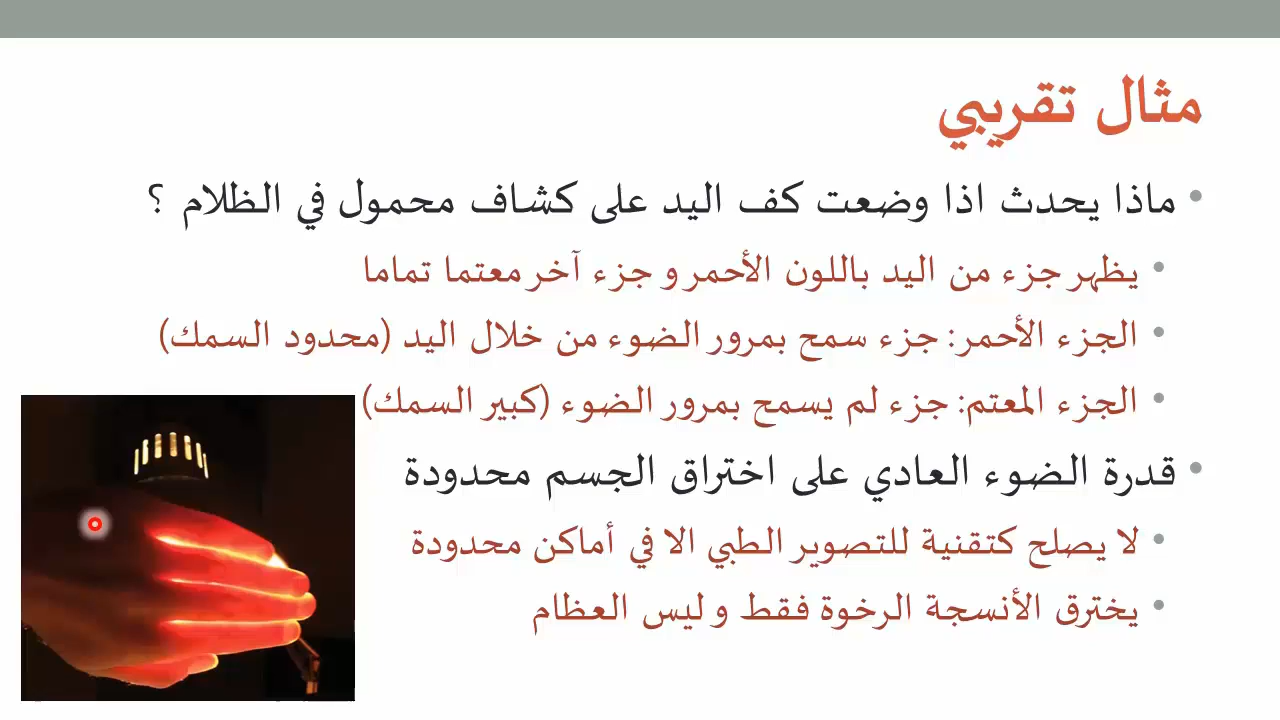 مثال تقريبي
• ماذا يحدث اذا وضعت كف اليد على كشاف محمول في الظلام ؟
• يظهر جزء من اليد باللون الأحمر و جزء آخر معتما تماما
• الجزء الأحمر: جزء سمح بمرور الضوء من خلال اليد (محدود السمك)
• الجزء المعتم: جزء لم يسمح بمرور الضوء (كبير السمك)
• قدرة الضوء العادي على اختراق الجسم محدودة
• لا يصلح كتقنية للتصوير الطبي الا في أماكن محدودة
• يخترق الأنسجة الرخوة فقط و ليس العظام